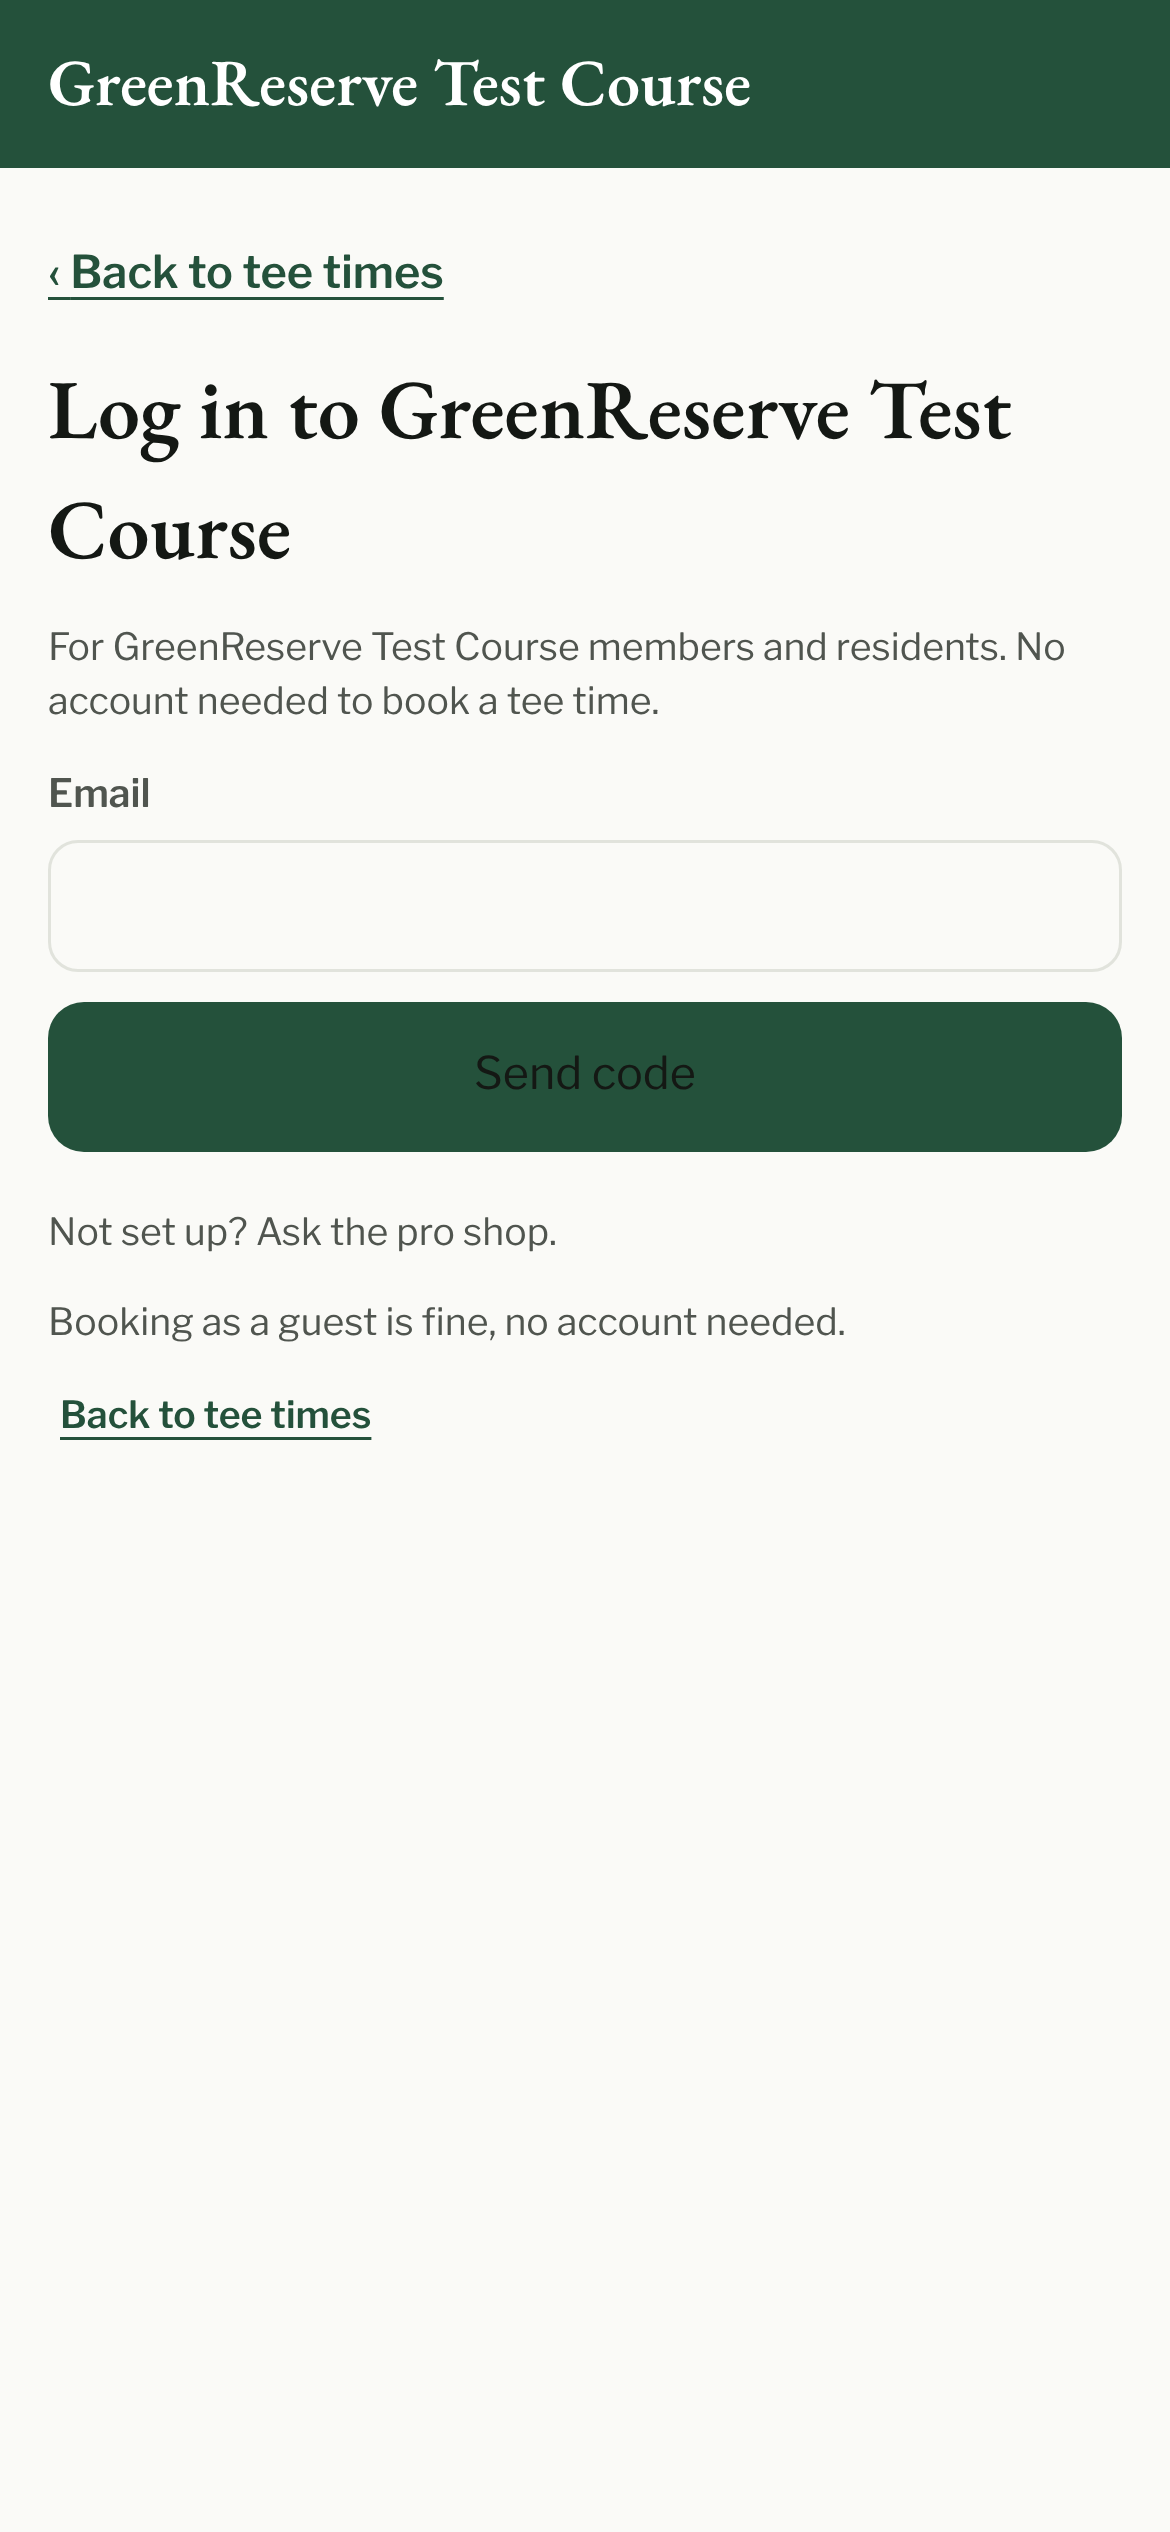 GreenReserve Test Course
‹ Back to tee times
Log in to GreenReserve Test
Course
For GreenReserve Test Course members and residents. No
account needed to book a tee time.
Email
Send code
Not set up? Ask the pro shop.
Booking as a guest is fine, no account needed.
Back to tee times